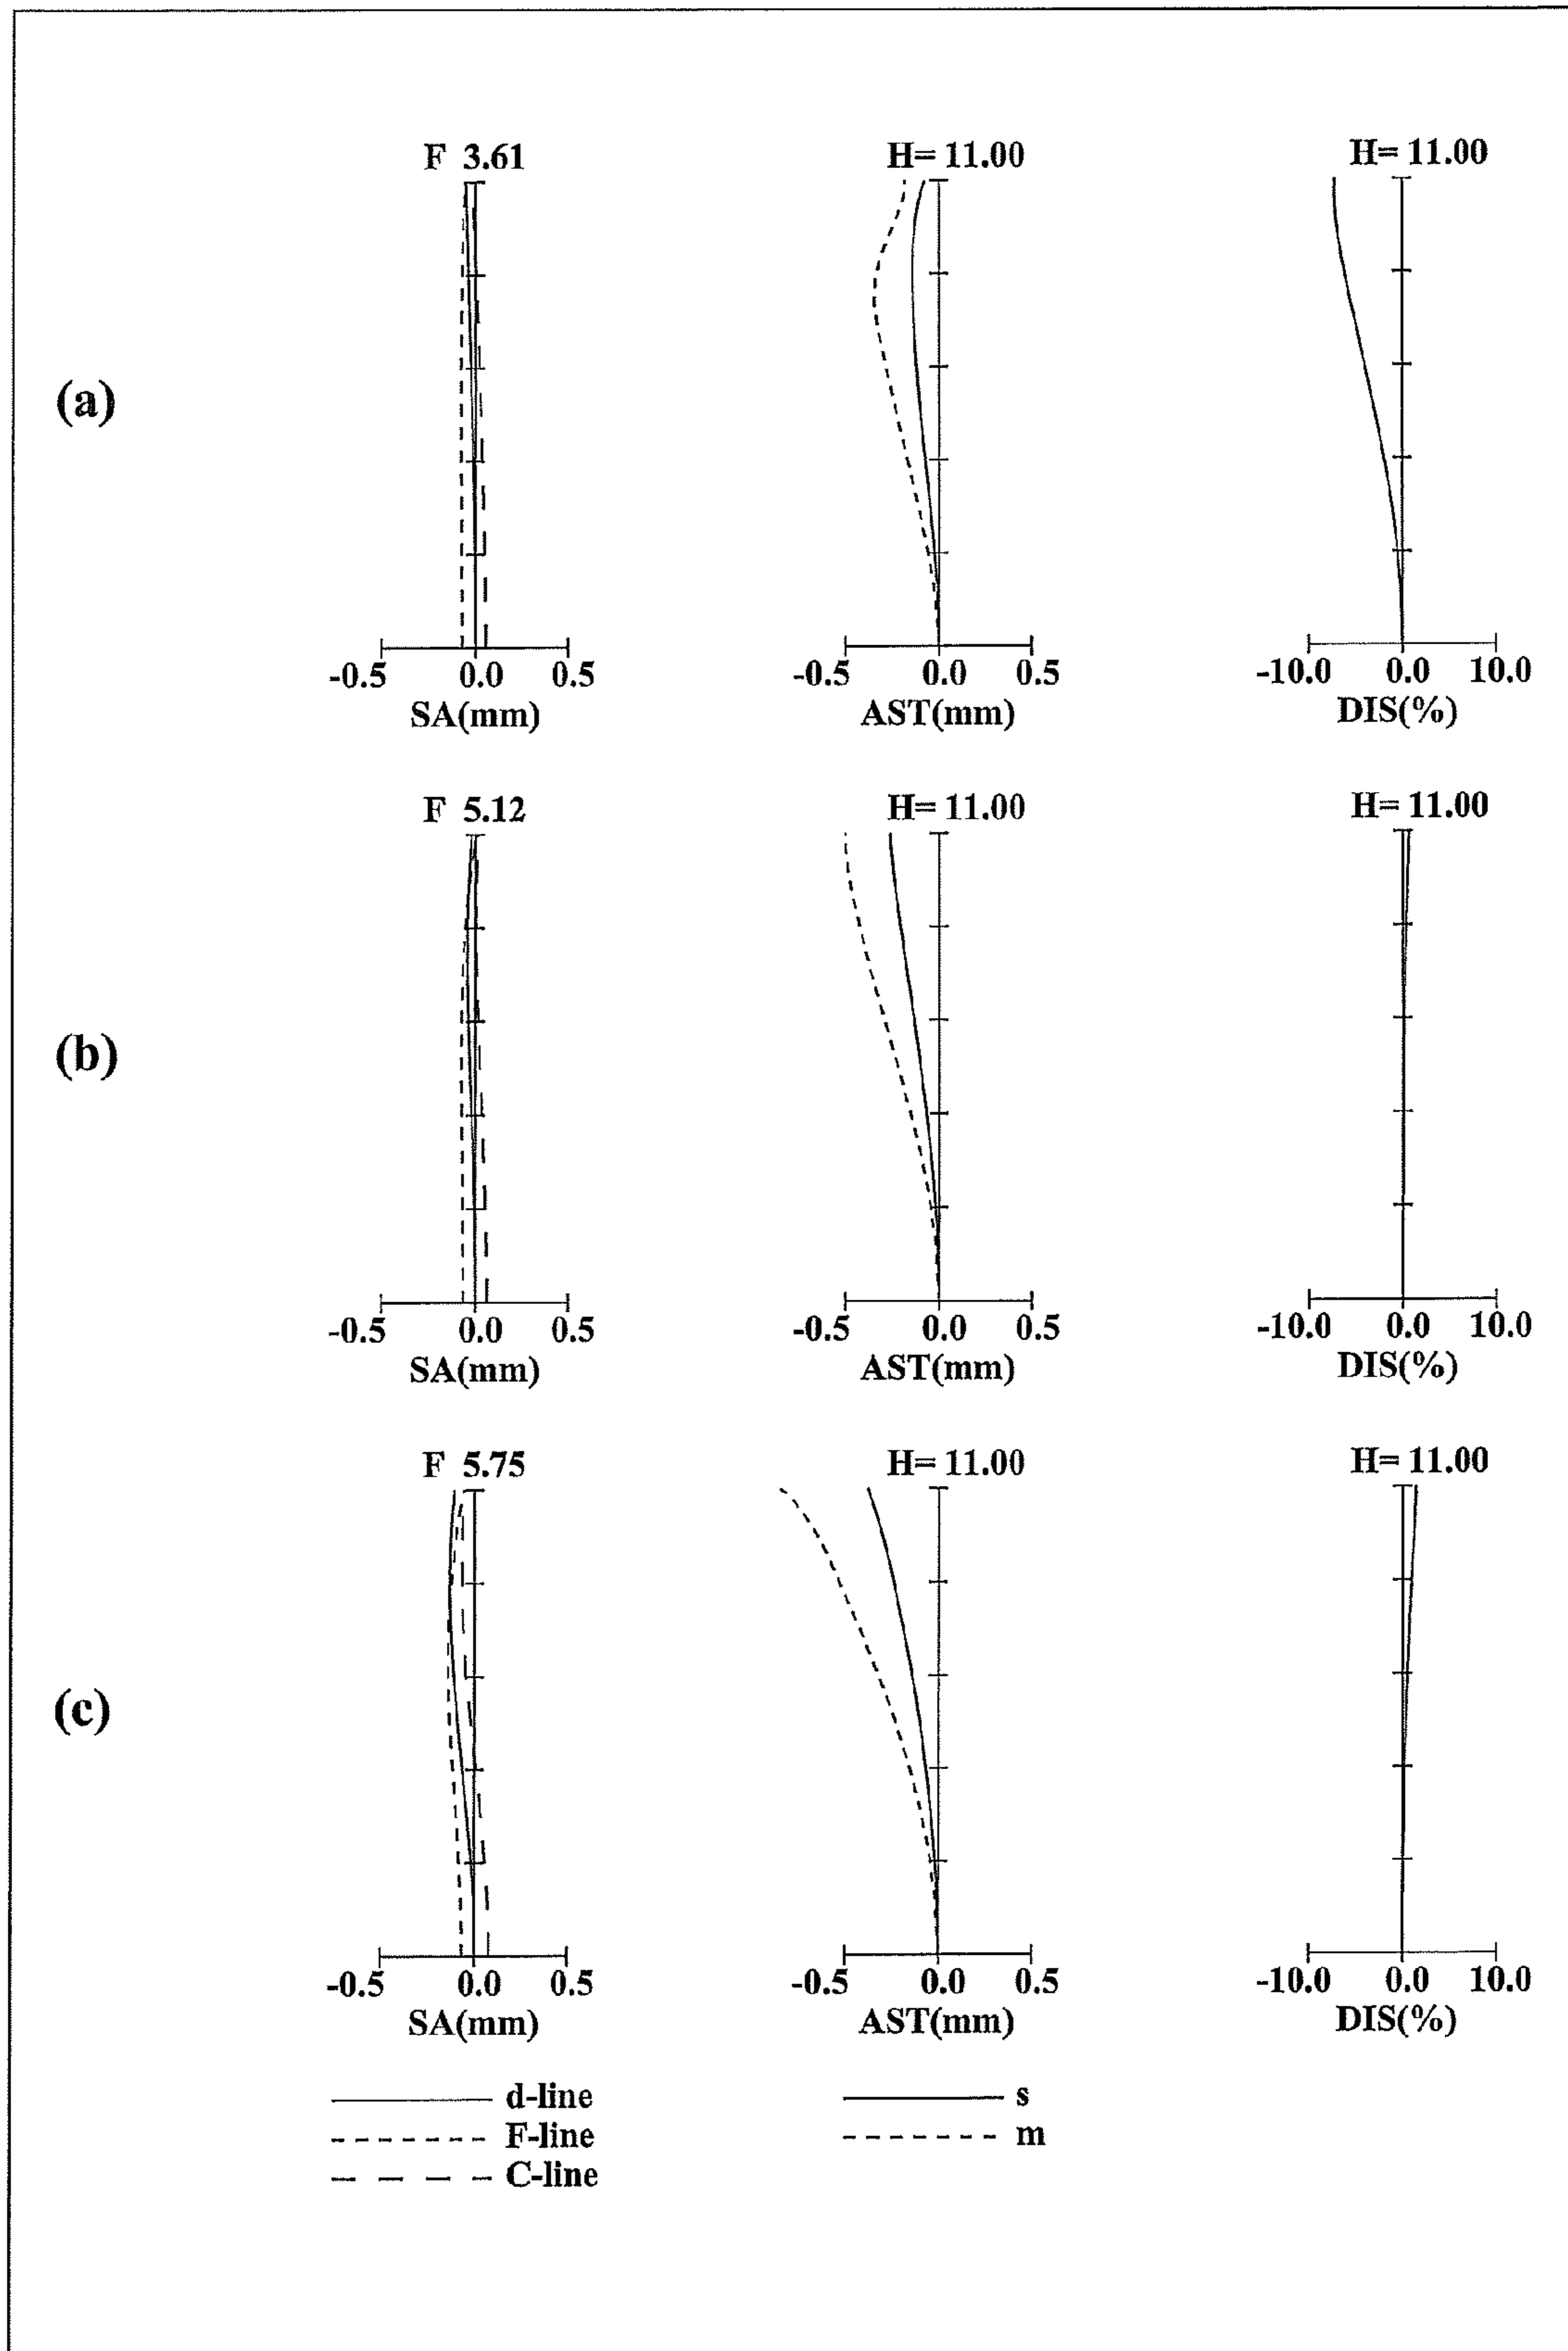 F 3.61 H= 11.00 H= 11.00
(a)
-0.5 0.0 0.5 -0.5 0.0 0.5 -10.0 0.0 10.0
SA(mm) AST(mm) DIS(%)
F 5.12 H= 11.00 H= 11.00
(b)
-0.5 0.0 0.5 -0.5 0.0 0.5 -10.0 0.0 10.0
SA(mm) AST(mm) DIS(%)
F 5.75 H= 11.00 H= 11.00
(c)
-0.5 0.0 0.5 -0.5 0.0 0.5 -10.0 0.0 10.0
SA(mm) AST(mm) DIS(%)
d-line s
F-line m
C-line